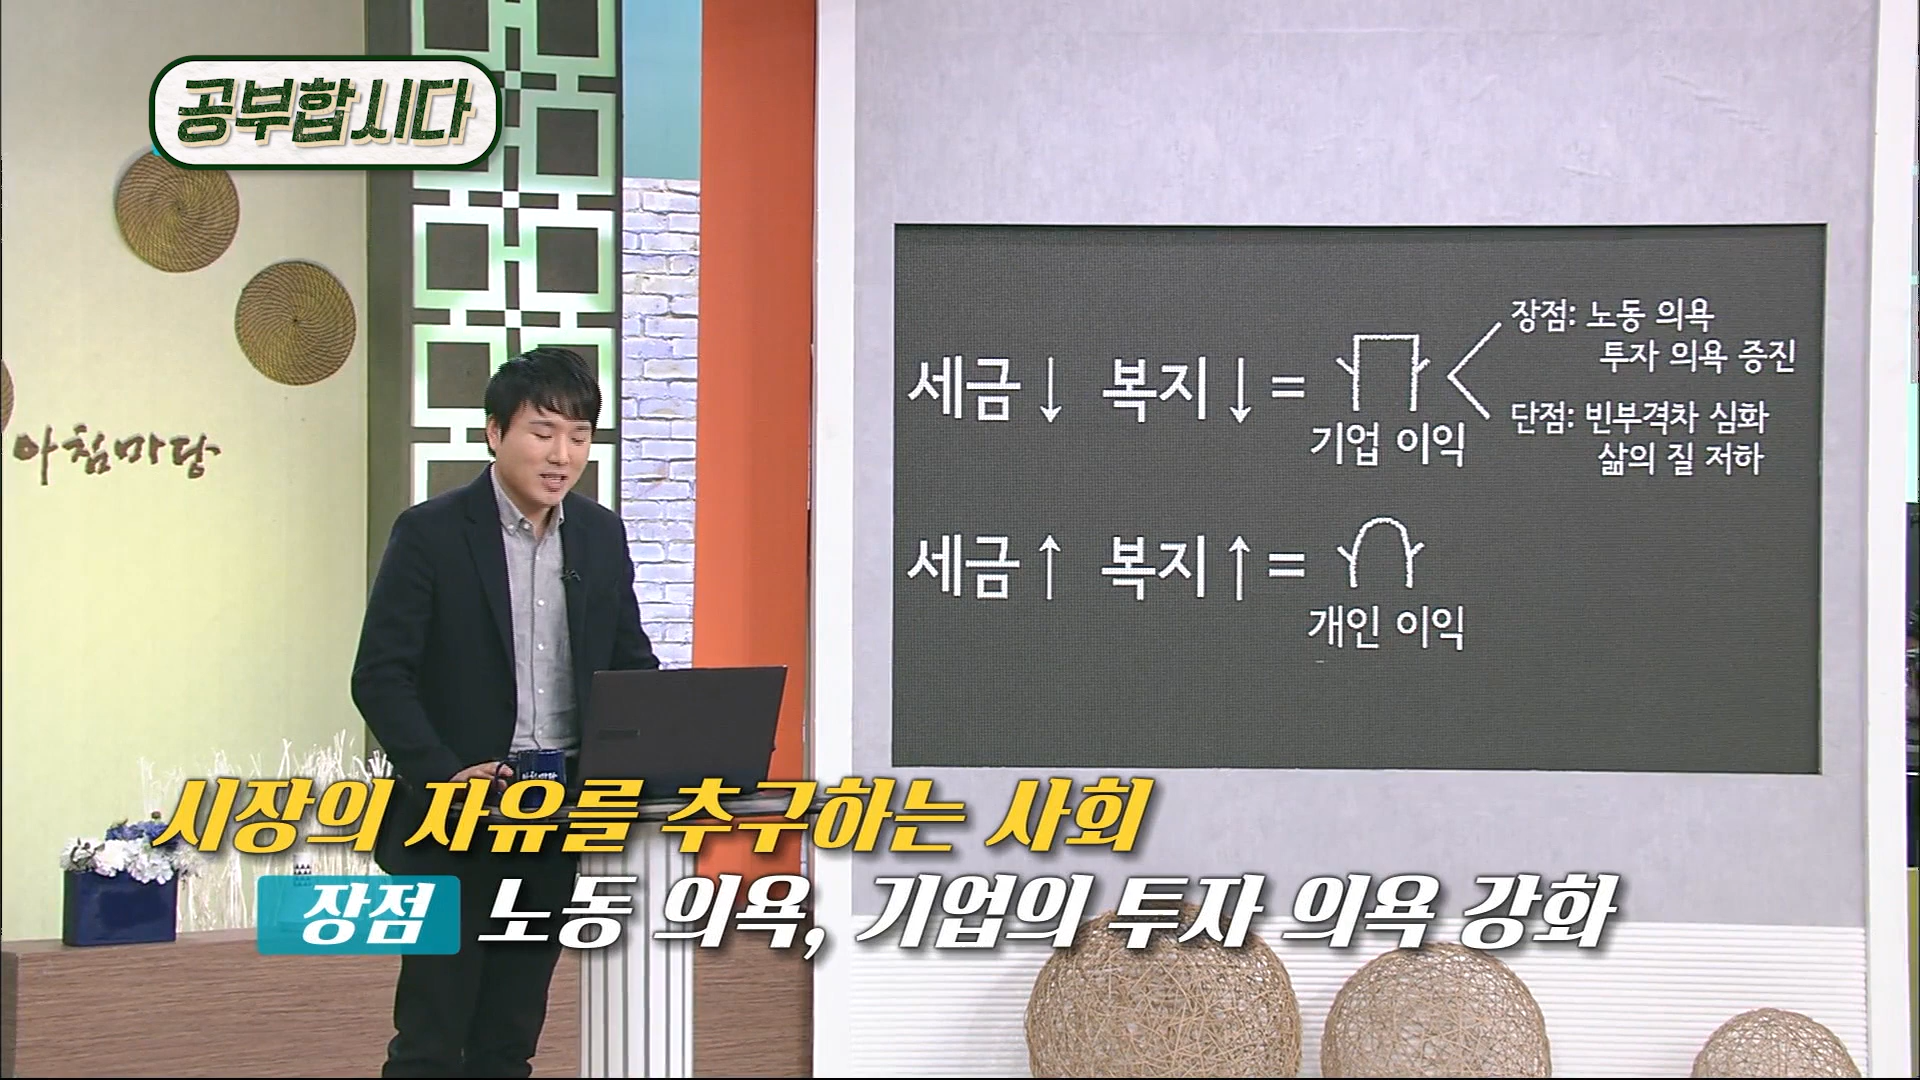 공부합시다
아침마당
세금↓ 복지↓=
기업 이익
장점: 노동 의욕
투자 의욕 증진
단점: 빈부격차 심화
삶의 질 저하
세금↑ 복지↑=
개인 이익
아침마당
시장의 자유를 추구하는 사회
장점 노동 의욕, 기업의 투자 의욕 강화